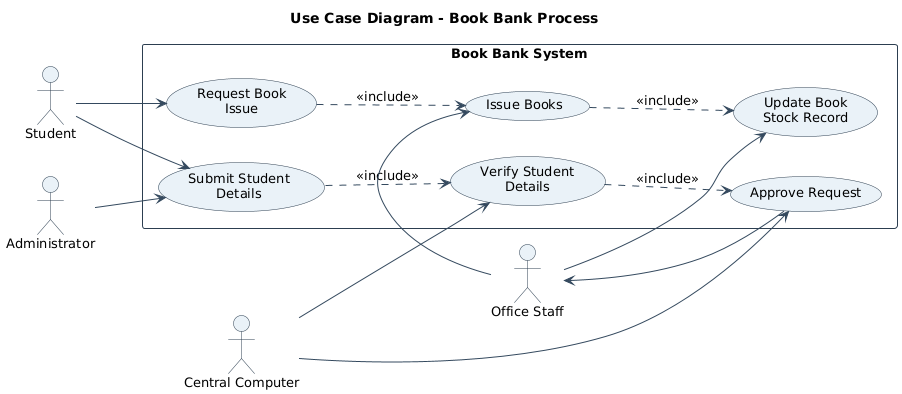 Use Case Diagram - Book Bank Process
Book Bank System
Student
Administrator
Request Book
Issue
«include»
Issue Books
«include»
Update Book
Stock Record
Submit Student
Details
«include»
Verify Student
Details
«include»
Approve Request
Office Staff
Central Computer